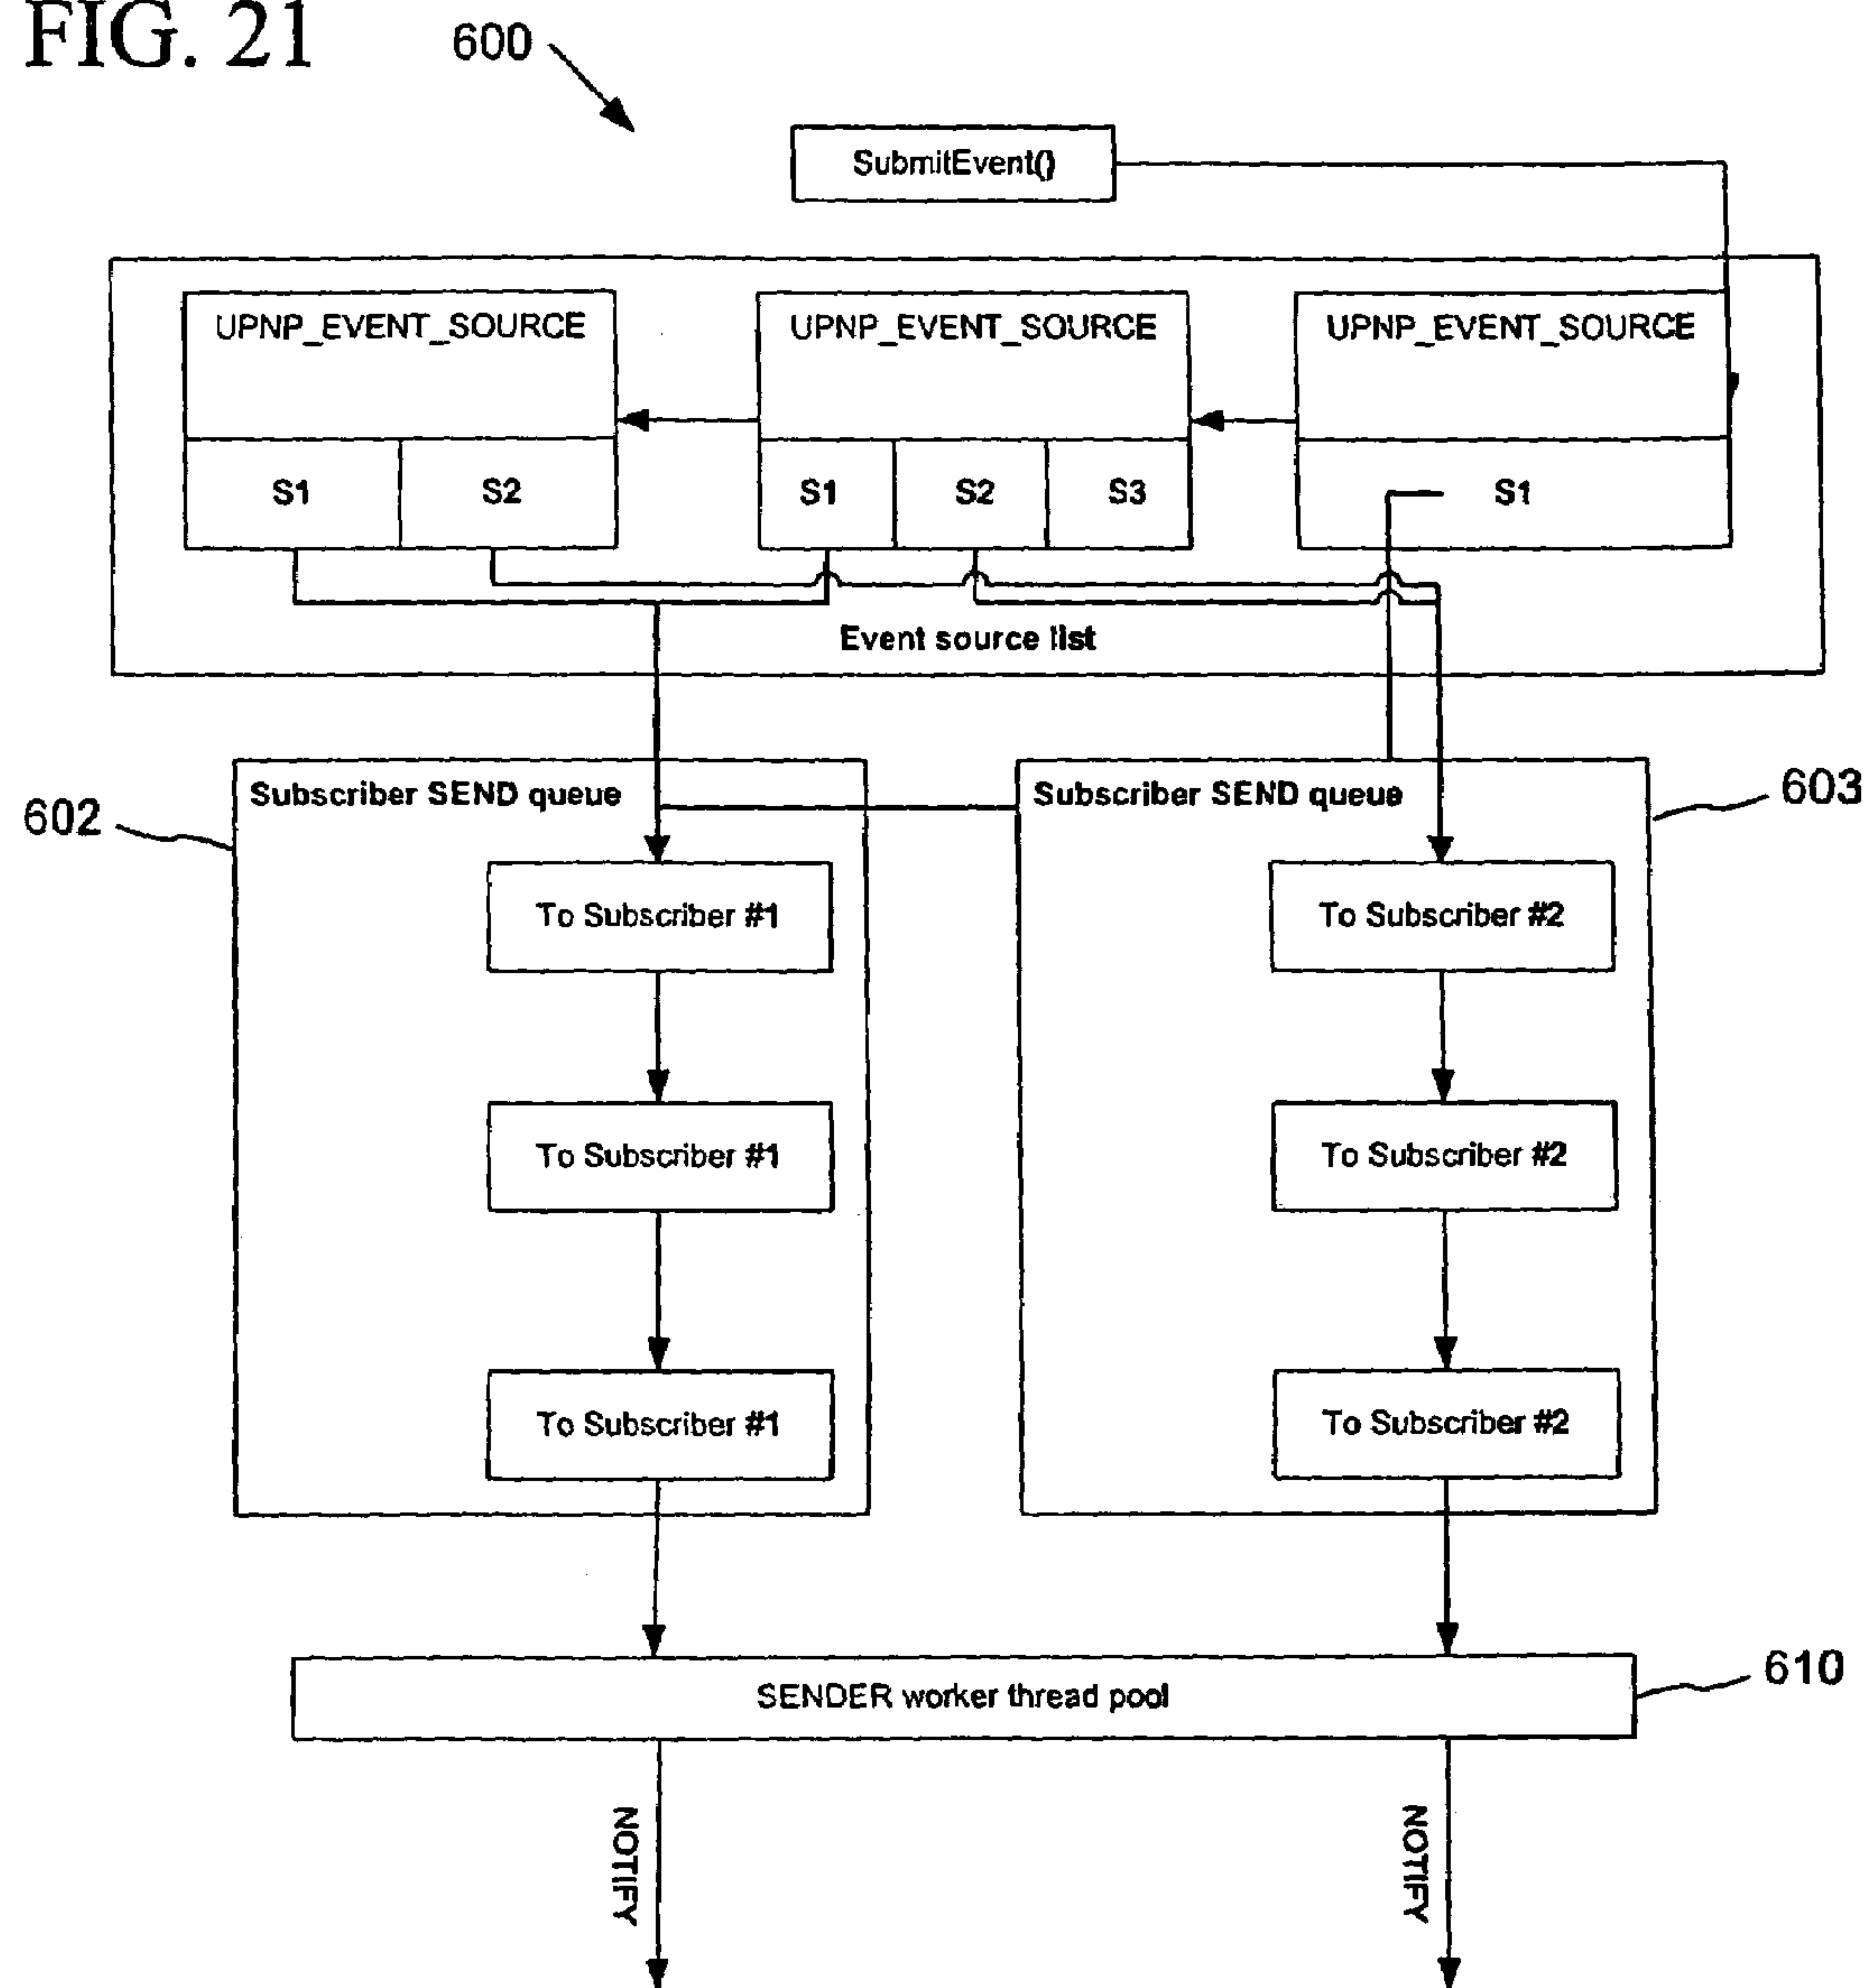 FIG. 21
600
SubmitEvent()
UPNP_EVENT_SOURCE
UPNP_EVENT_SOURCE
UPNP_EVENT_SOURCE
S1
S2
S1
S2
S3
S1
Event source list
602
Subscriber SEND queue
Subscriber SEND queue
603
To Subscriber #1
To Subscriber #2
To Subscriber #1
To Subscriber #2
To Subscriber #1
To Subscriber #2
SENDER worker thread pool
610
NOTIFY
NOTIFY